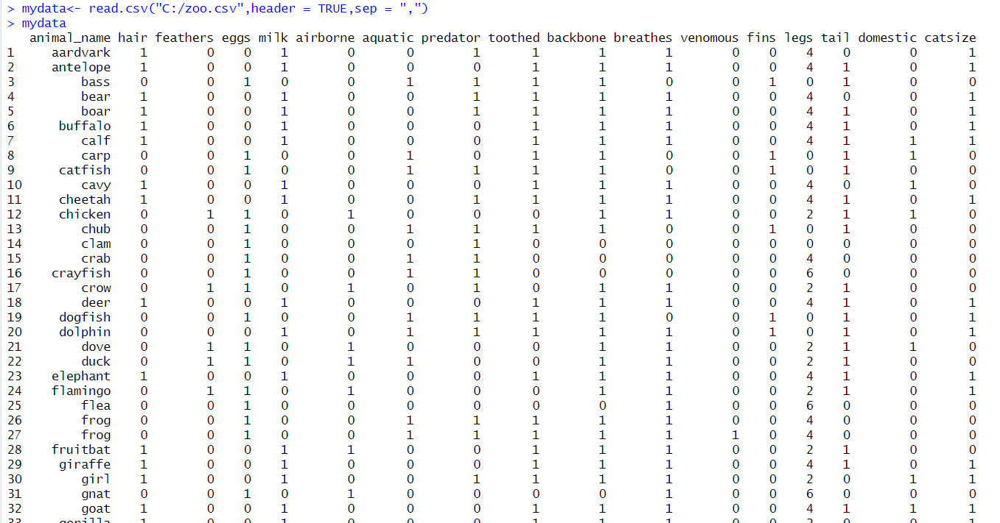 > mydata<- read.csv("C:/zoo.csv",header = TRUE,sep = ",")
> mydata
animal_name hair feathers eggs milk airborne aquatic predator toothed backbone breathes venomous fins legs tail domestic catsize
1 aardvark 1 0 0 1 0 0 1 1 1 1 0 0 4 0 0 1
2 antelope 1 0 0 1 0 0 0 1 1 1 0 0 4 1 0 1
3 bass 0 0 1 0 0 1 1 1 1 0 0 1 0 1 0 0
4 bear 1 0 0 1 0 0 1 1 1 1 0 0 4 0 0 1
5 boar 1 0 0 1 0 0 1 1 1 1 0 0 4 1 0 1
6 buffalo 1 0 0 1 0 0 0 1 1 1 0 0 4 1 0 1
7 calf 1 0 0 1 0 0 0 1 1 1 0 0 4 1 1 1
8 carp 0 0 1 0 0 1 0 1 1 0 0 1 0 1 1 0
9 catfish 0 0 1 0 0 1 1 1 1 0 0 1 0 1 0 0
10 cavy 1 0 0 1 0 0 0 1 1 1 0 0 4 0 1 0
11 cheetah 1 0 0 1 0 0 1 1 1 1 0 0 4 1 0 1
12 chicken 0 1 1 0 1 0 0 0 1 1 0 0 2 1 1 0
13 chub 0 0 1 0 0 1 1 1 1 0 0 1 0 1 0 0
14 clam 0 0 1 0 0 0 1 0 0 0 0 0 0 0 0 0
15 crab 0 0 1 0 0 1 1 0 0 0 0 0 4 0 0 0
16 crayfish 0 0 1 0 0 1 1 0 0 0 0 0 6 0 0 0
17 crow 0 1 1 0 1 0 1 0 1 1 0 0 2 1 0 0
18 deer 1 0 0 1 0 0 0 1 1 1 0 0 4 1 0 1
19 dogfish 0 0 1 0 0 1 1 1 1 0 0 1 0 1 0 1
20 dolphin 0 0 0 1 0 1 1 1 1 1 0 1 0 1 0 1
21 dove 0 1 1 0 1 0 0 0 1 1 0 0 2 1 1 0
22 duck 0 1 1 0 1 1 0 0 1 1 0 0 2 1 0 0
23 elephant 1 0 0 1 0 0 0 1 1 1 0 0 4 1 0 1
24 flamingo 0 1 1 0 1 0 0 0 1 1 0 0 2 1 0 1
25 flea 0 0 1 0 0 0 0 0 0 1 0 0 6 0 0 0
26 frog 0 0 1 0 0 1 1 1 1 1 0 0 4 0 0 0
27 frog 0 0 1 0 0 1 1 1 1 1 1 0 4 0 0 0
28 fruitbat 1 0 0 1 1 0 0 1 1 1 0 0 2 1 0 0
29 giraffe 1 0 0 1 0 0 0 1 1 1 0 0 4 1 0 1
30 girl 1 0 0 1 0 0 1 1 1 1 0 0 2 0 1 1
31 gnat 0 0 1 0 1 0 0 0 0 1 0 0 6 0 0 0
32 goat 1 0 0 1 0 0 0 1 1 1 0 0 4 1 1 1
33 gorilla 1 0 0 1 0 0 0 1 1 1 0 0 2 0 0 1